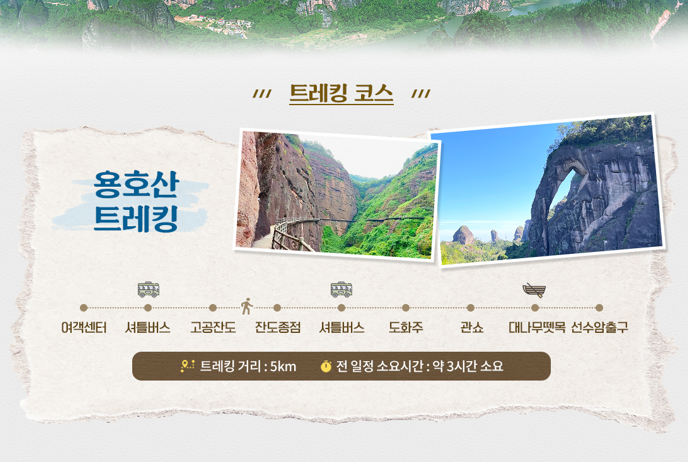 트레킹 코스
용호산
트레킹
여객센터 셔틀버스 고공잔도 잔도종점 셔틀버스 도화주 관쇼 대나무뗏목 선수암출구
트레킹 거리 : 5km 전 일정 소요시간 : 약 3시간 소요